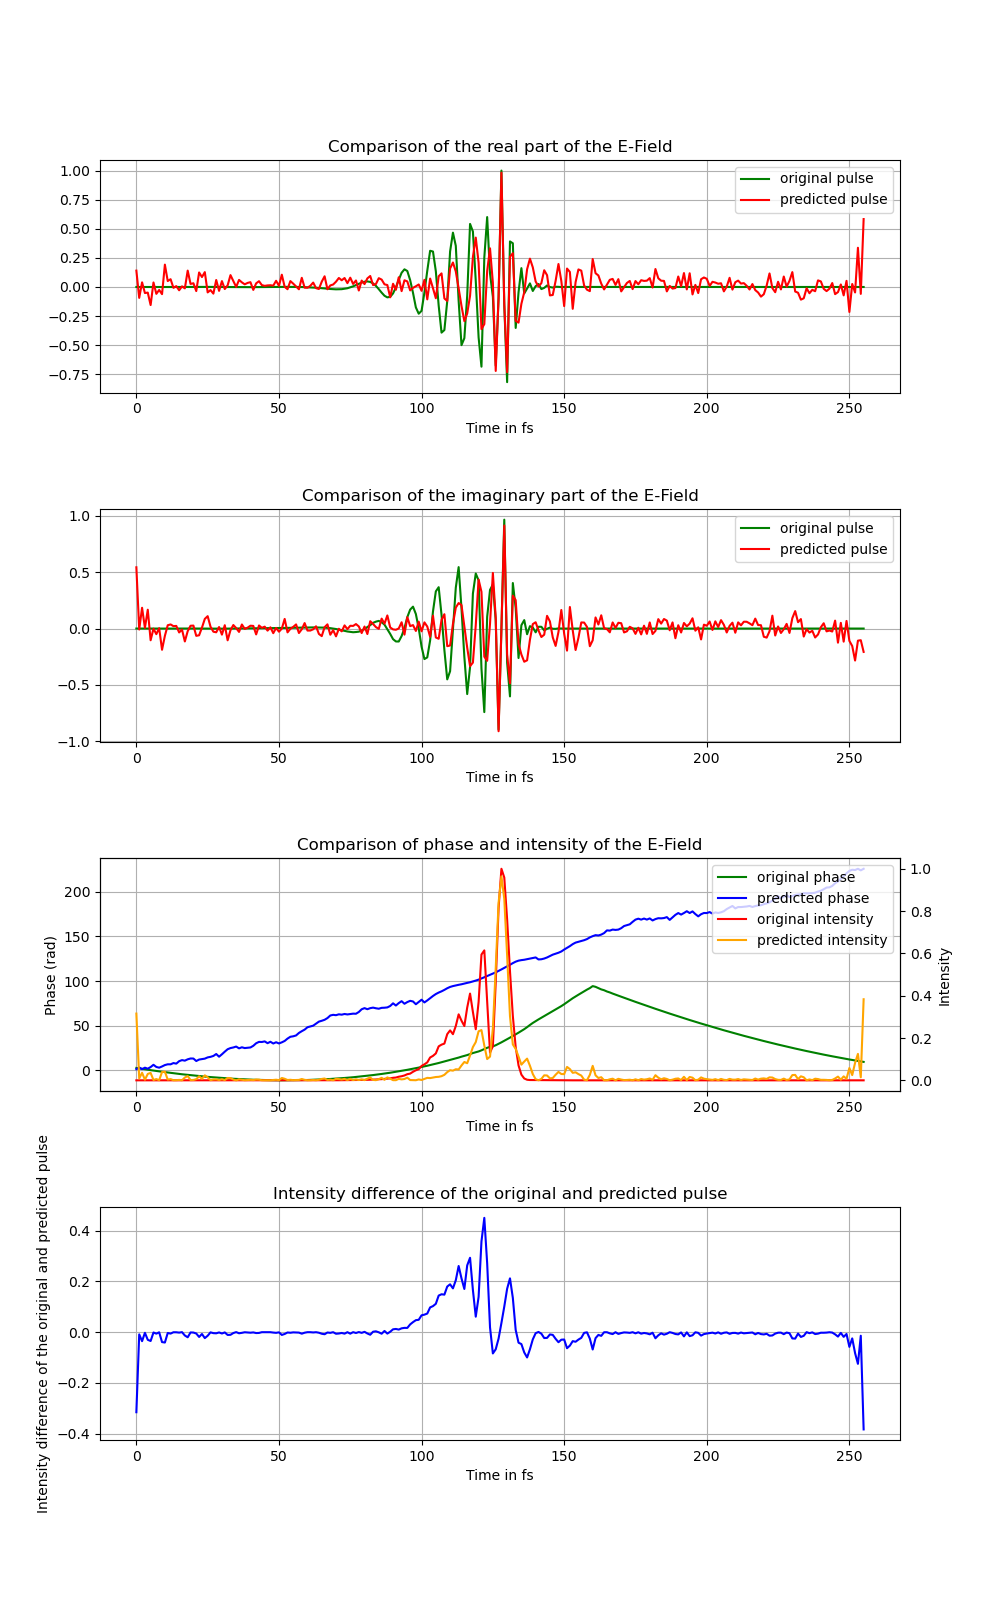 Comparison of the real part of the E-Field
1.00
0.75
0.50
0.25
0.00
−0.25
−0.50
−0.75
original pulse
predicted pulse
0 50 100 150 200 250
Time in fs
Comparison of the imaginary part of the E-Field
1.0
0.5
0.0
−0.5
−1.0
original pulse
predicted pulse
0 50 100 150 200 250
Time in fs
Comparison of phase and intensity of the E-Field
Phase (rad)
200
150
100
50
0
original phase
predicted phase
original intensity
predicted intensity
1.0
0.8
0.6
0.4
0.2
0.0
Intensity
0 50 100 150 200 250
Time in fs
Intensity difference of the original and predicted pulse
Intensity difference of the original and predicted pulse
0.4
0.2
0.0
−0.2
−0.4
0 50 100 150 200 250
Time in fs